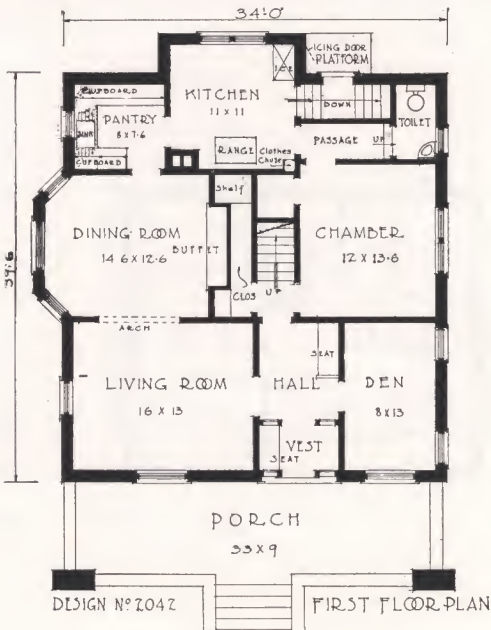 34'-0"
ICING DOOR
PLATFORM
ICE
CUPBOARD
KITCHEN
11 X 11
DOWN
PANTRY
8 X 7-6
SINK
TOILET
PASSAGE
UP
RANGE
Clothes
Chute
CUPBOARD
Shelf
DINING ROOM
14 6 X 12-6
BUFFET
CHAMBER
12 X 13-6
39-6
CLOS
UP
ARCH
SEAT
LIVING ROOM
16 X 13
HALL
DEN
8 X 13
VEST
SEAT
PORCH
33 X 9
DESIGN Nº 2042
FIRST FLOOR PLAN